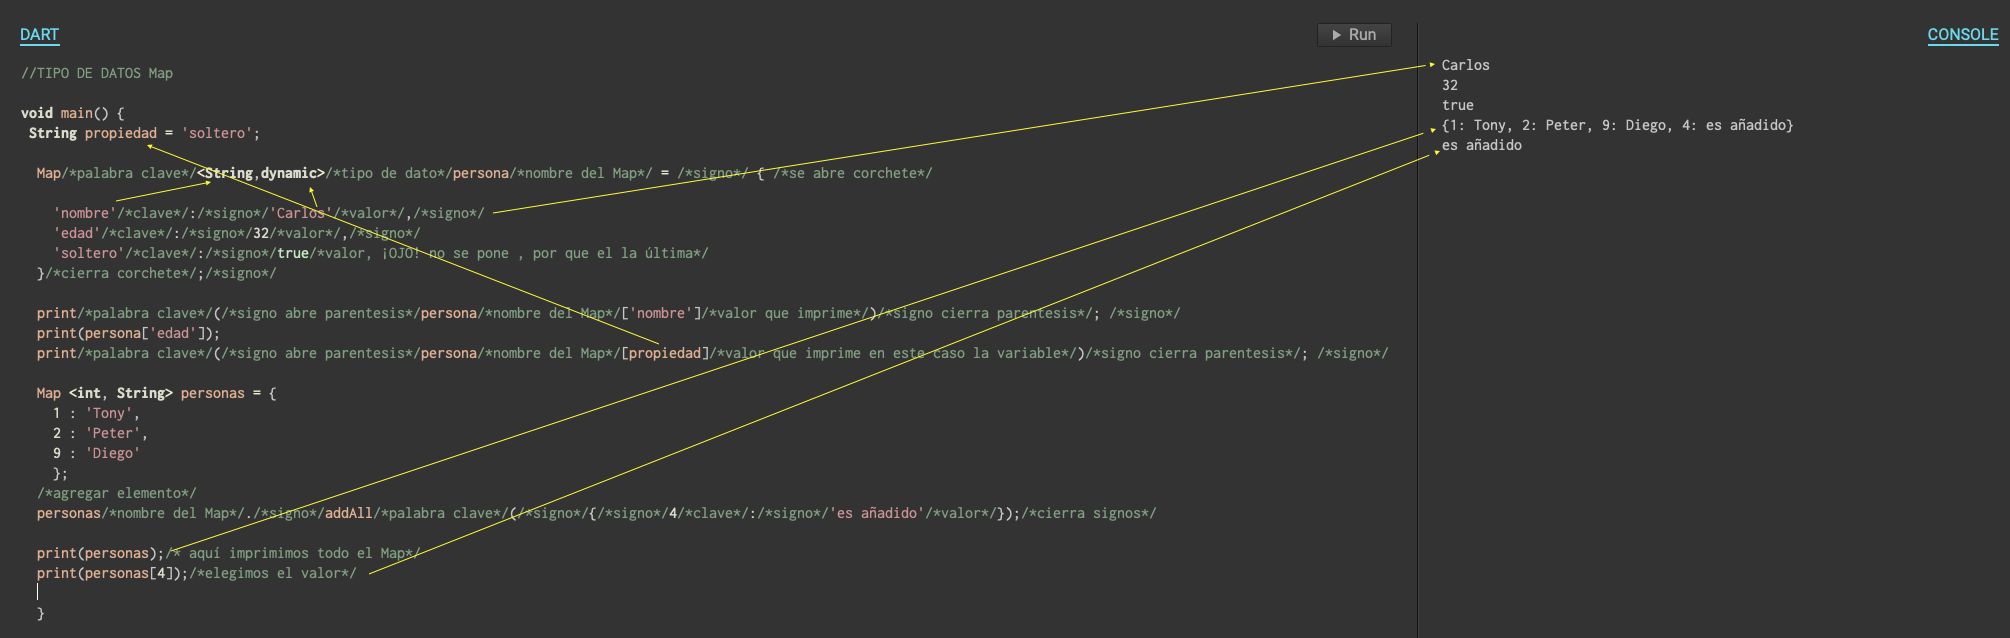 DART
Run
CONSOLE
//TIPO DE DATOS Map
void main() {
String propiedad = 'soltero';
Map/*palabra clave*/<String,dynamic>/*tipo de dato*/persona/*nombre del Map*/ = /*signo*/ { /*se abre corchete*/
'nombre'/*clave*/:/*signo*/'Carlos'/*valor*/,/*signo*/
'edad'/*clave*/:/*signo*/32/*valor*/,/*signo*/
'soltero'/*clave*/:/*signo*/true/*valor, ¡OJO! no se pone , por que el la última*/
}/*cierra corchete*/;/*signo*/
print/*palabra clave*/(/*signo abre parentesis*/persona/*nombre del Map*/['nombre']/*valor que imprime*/)/*signo cierra parentesis*/; /*signo*/
print(persona['edad']);
print/*palabra clave*/(/*signo abre parentesis*/persona/*nombre del Map*/[propiedad]/*valor que imprime en este caso la variable*/)/*signo cierra parentesis*/; /*signo*/
Map <int, String> personas = {
1 : 'Tony',
2 : 'Peter',
9 : 'Diego'
};
/*agregar elemento*/
personas/*nombre del Map*/./*signo*/addAll/*palabra clave*/(/*signo*/{/*signo*/4/*clave*/:/*signo*/'es añadido'/*valor*/});/*cierra signos*/
print(personas);/* aquí imprimimos todo el Map*/
print(personas[4]);/*elegimos el valor*/
}
Carlos
32
true
{1: Tony, 2: Peter, 9: Diego, 4: es añadido}
es añadido